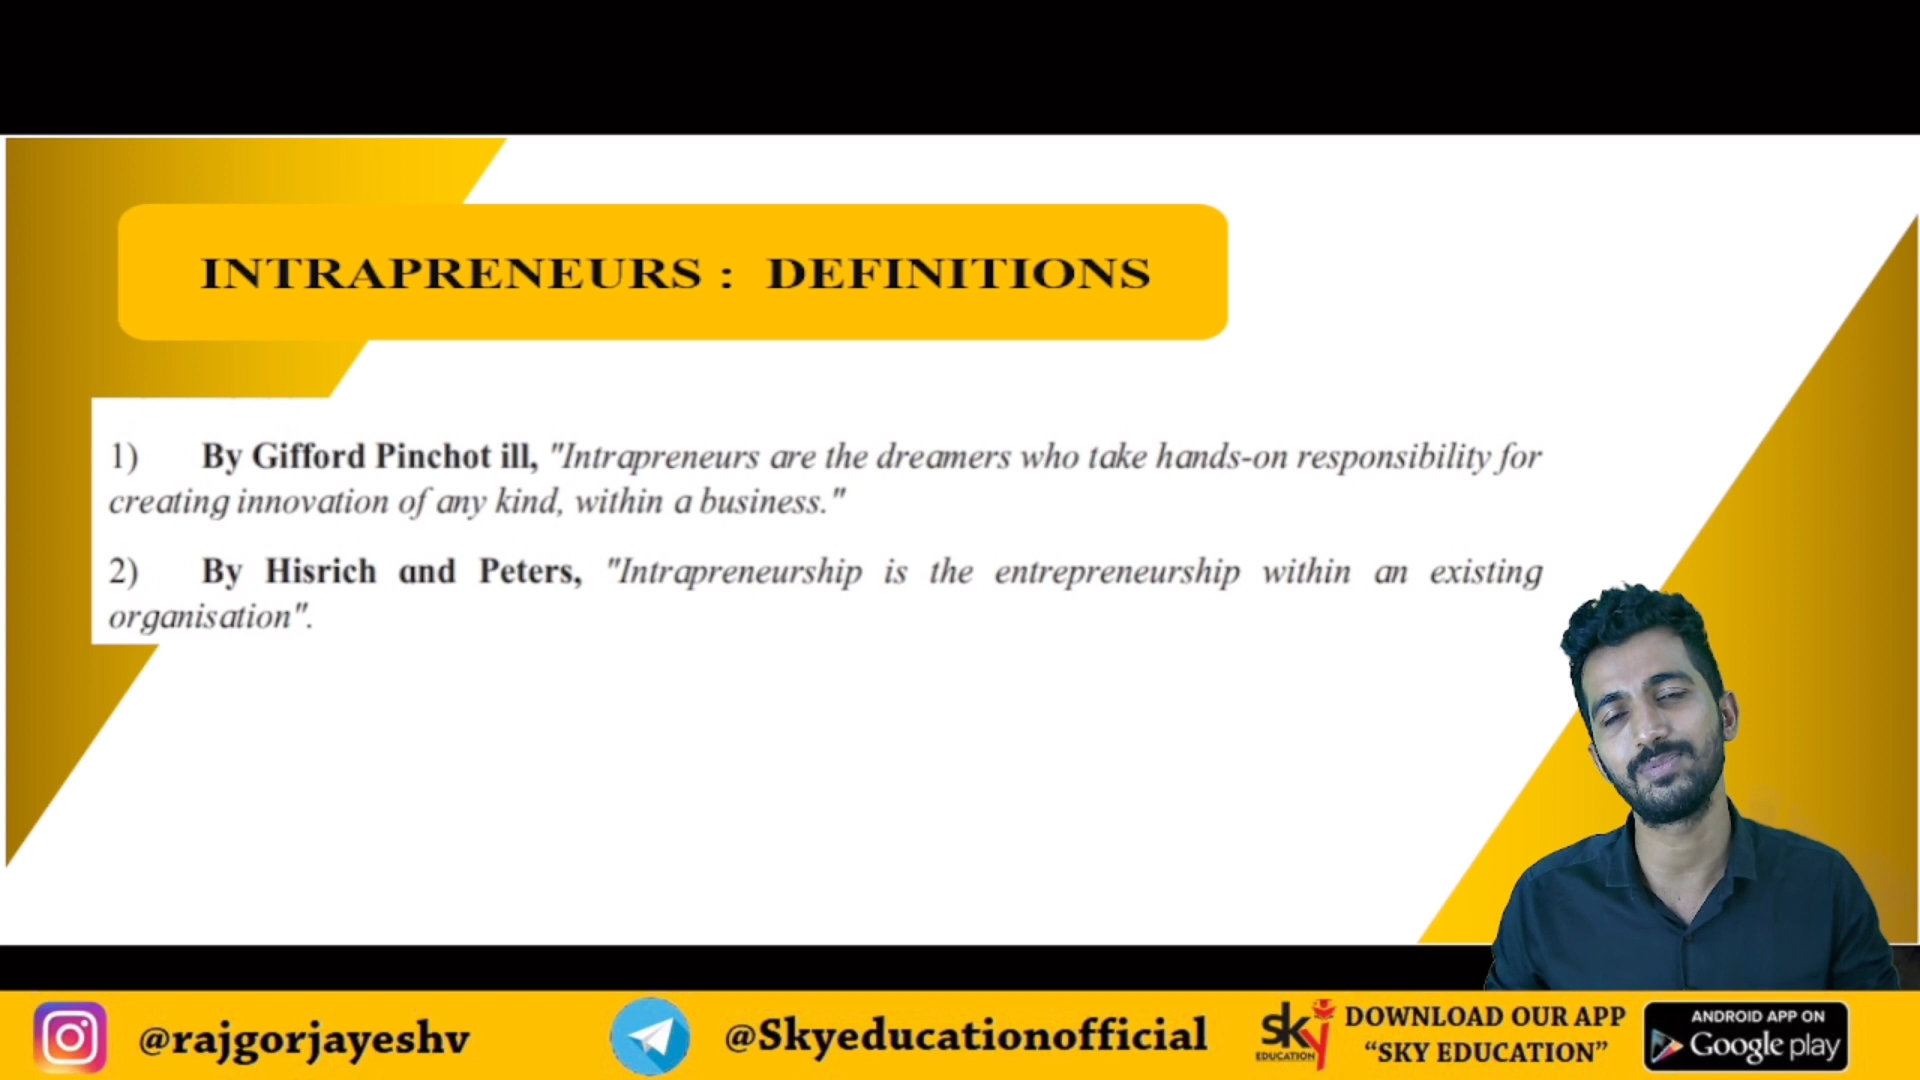 INTRAPRENEURS : DEFINITIONS
1) By Gifford Pinchot ill, "Intrapreneurs are the dreamers who take hands-on responsibility for
creating innovation of any kind, within a business."
2) By Hisrich and Peters, "Intrapreneurship is the entrepreneurship within an existing
organisation".
@rajgorjayeshv
@Skyeducationofficial
sky
EDUCATION
DOWNLOAD OUR APP
“SKY EDUCATION”
ANDROID APP ON
Google play